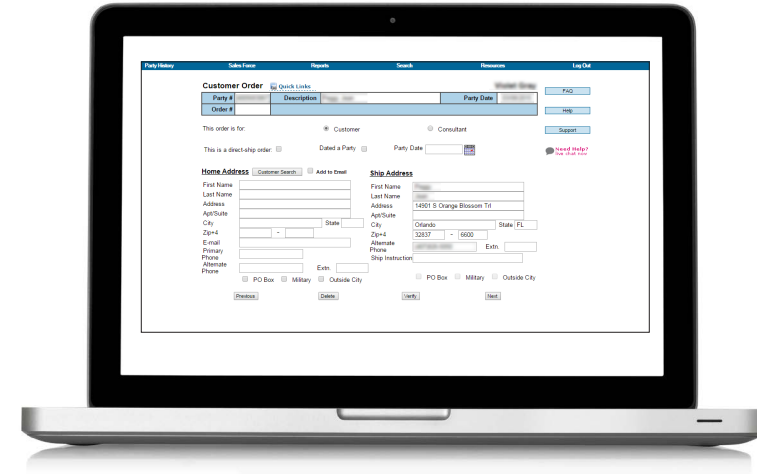 Party History Sales Force Reports Search Resources Log Out
Customer Order Quick Links
FAQ
Party # Description Party Date
Order #
Help
This order is for: Customer Consultant
Support
This is a direct-ship order: Dated a Party Party Date
Need Help?
live chat now
Home Address Customer Search Add to Email Ship Address
First Name First Name
Last Name Last Name
Address Address 14901 S Orange Blossom Trl
Apt/Suite Apt/Suite
City State City Orlando State FL
Zip+4 - Zip+4 32837 - 6600
E-mail Alternate Phone Extn.
Primary Phone Ship Instruction
Alternate Phone Extn.
PO Box Military Outside City PO Box Military Outside City
Previous Delete Verify Next